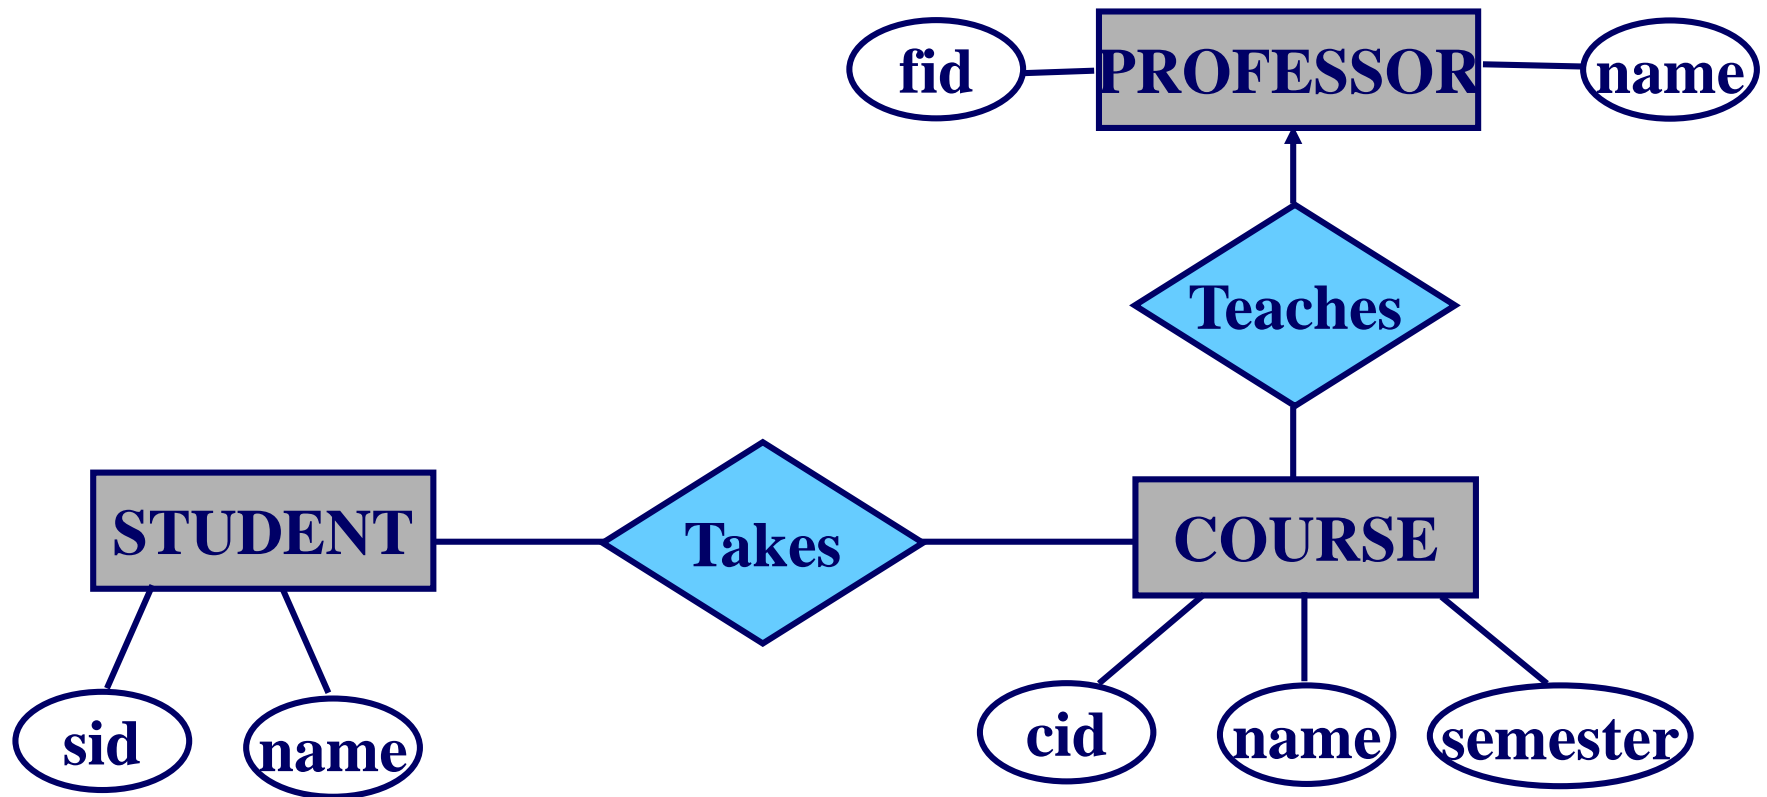 fid
PROFESSOR
name
Teaches
STUDENT
Takes
COURSE
sid
name
cid
name
semester